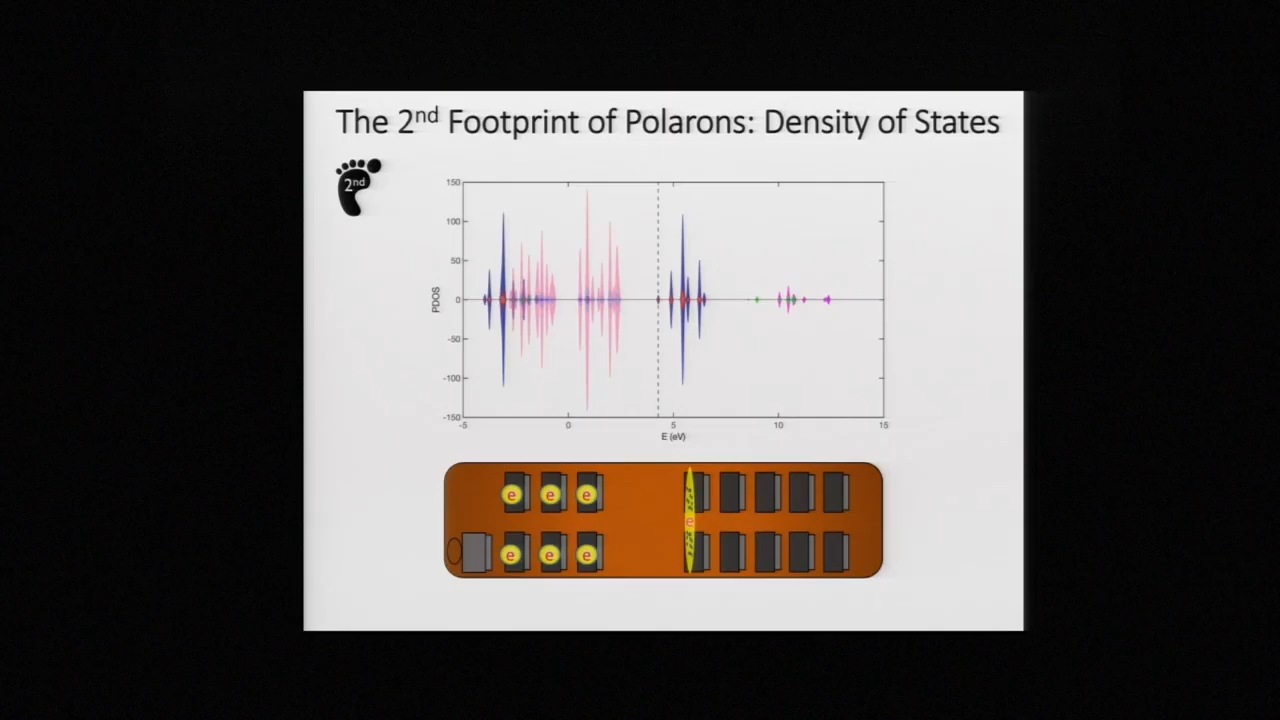 The 2nd Footprint of Polarons: Density of States
2nd
150
100
50
0
-50
-100
-150
PDOS
-5 0 5 10 15
E (eV)
e e e
e
e e e